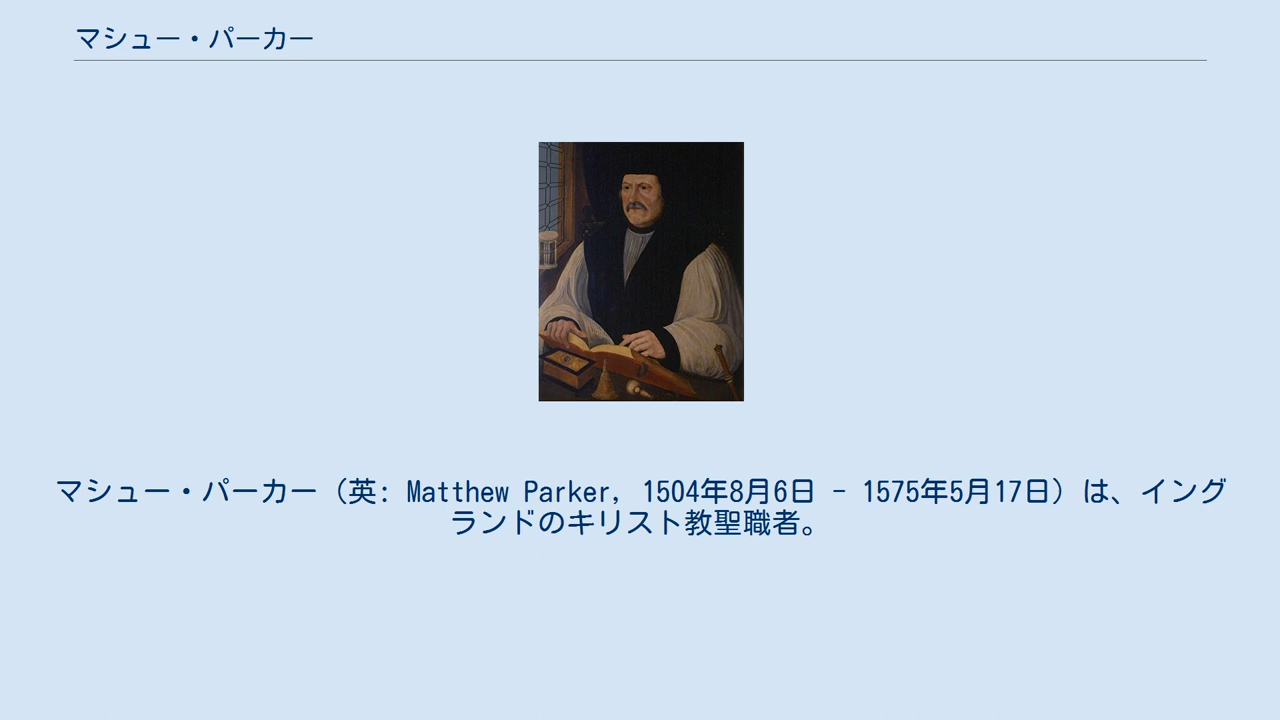 マシュー・パーカー
マシュー・パーカー（英: Matthew Parker, 1504年8月6日 - 1575年5月17日）は、イング
ランドのキリスト教聖職者。